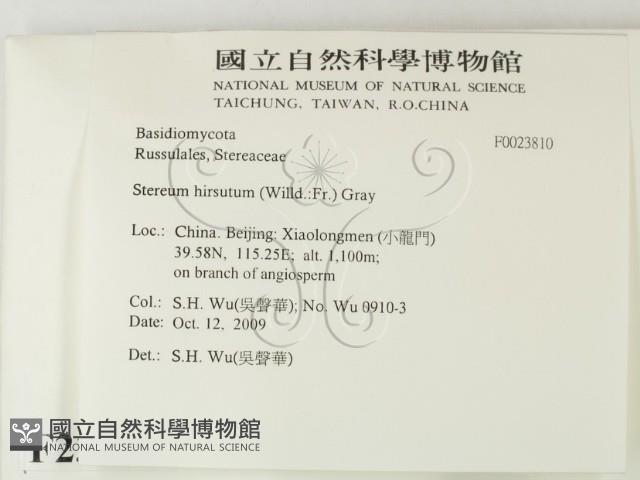 國立自然科學博物館
NATIONAL MUSEUM OF NATURAL SCIENCE
TAICHUNG, TAIWAN, R.O.CHINA
Basidiomycota
F0023810
Russulales, Stereaceae
Stereum hirsutum (Willd.:Fr.) Gray
Loc.: China. Beijing: Xiaolongmen (小龍門)
39.58N, 115.25E; alt. 1,100m;
on branch of angiosperm
Col.: S.H. Wu(吳聲華); No. Wu 0910-3
Date: Oct. 12, 2009
Det.: S.H. Wu(吳聲華)
國立自然科學博物館
NATIONAL MUSEUM OF NATURAL SCIENCE